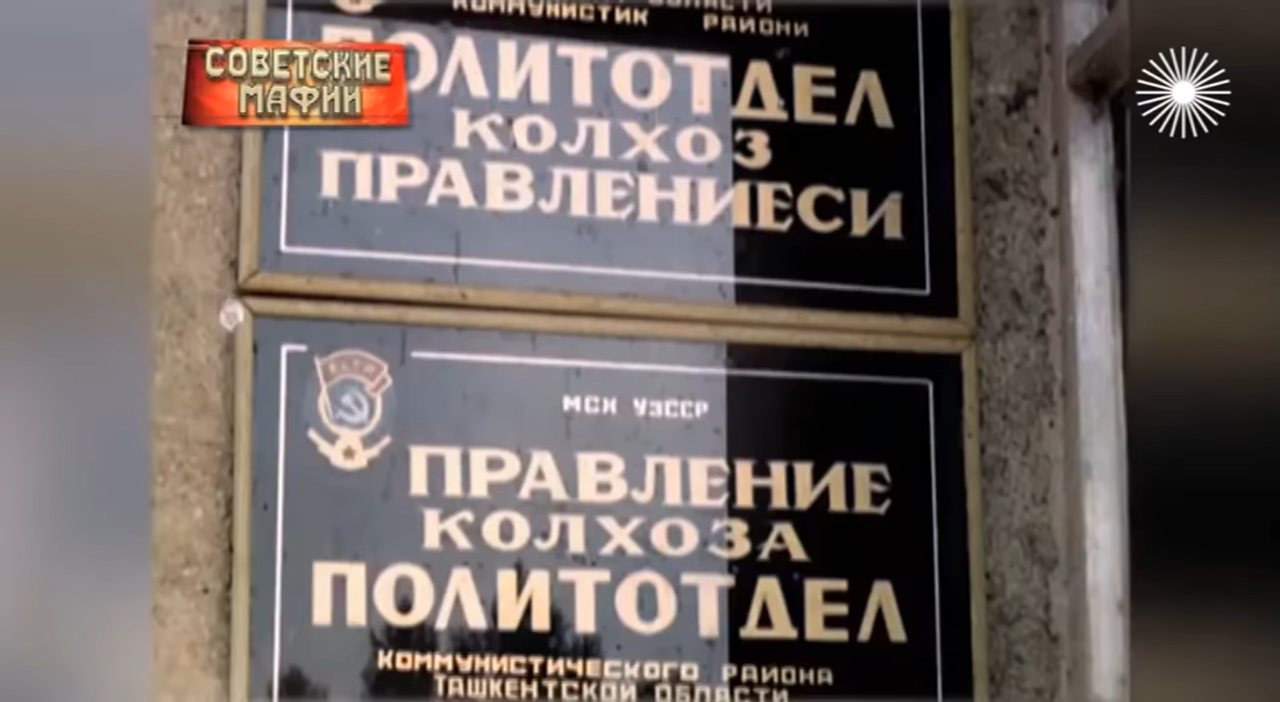 СОВЕТСКИЕ
МАФИИ
КОММУНИСТИК РАЙОНИ
ПОЛИТОТДЕЛ
КОЛХОЗ
ПРАВЛЕНИЕСИ
МСХ УЗССР
ПРАВЛЕНИЕ
КОЛХОЗА
ПОЛИТОТДЕЛ
КОММУНИСТИЧЕСКОГО РАЙОНА
ТАШКЕНТСКОЙ ОБЛАСТИ